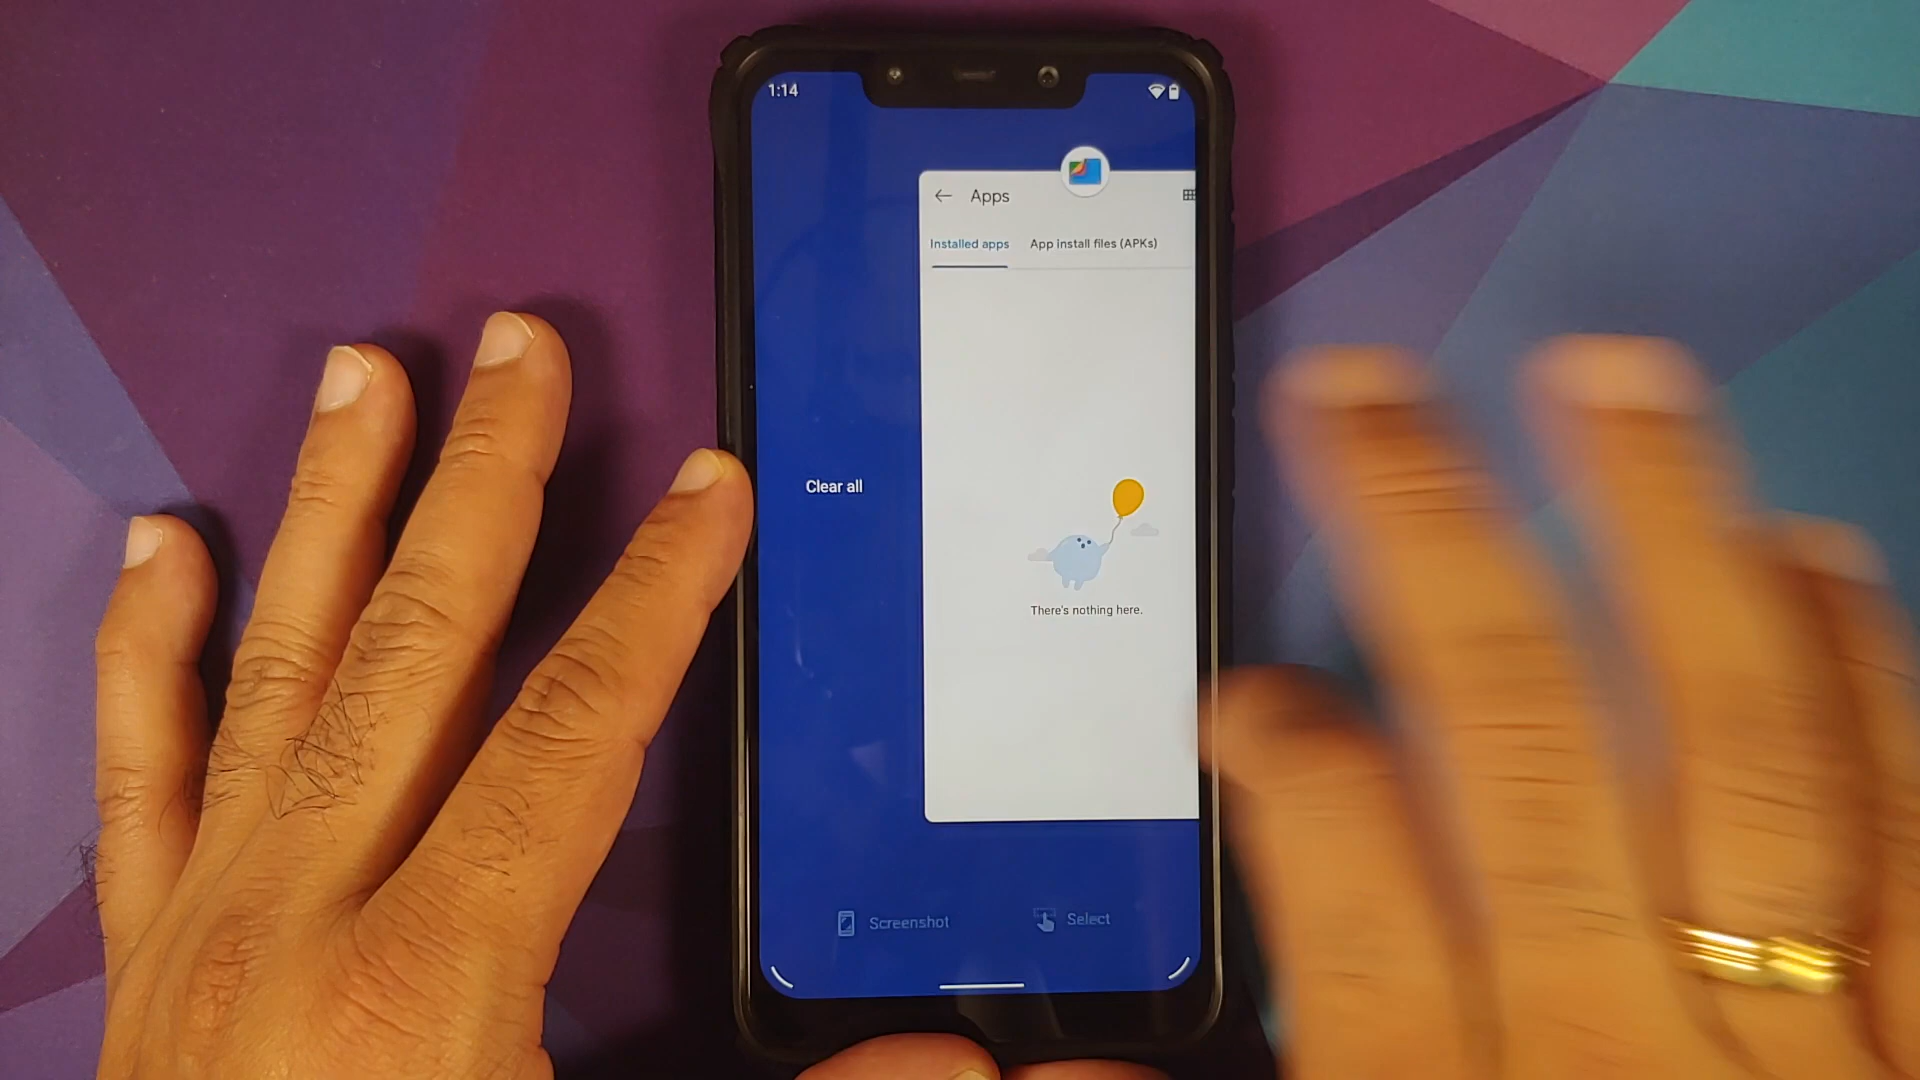 1:14
Apps
Installed apps App install files (APKs)
Clear all
There's nothing here.
Screenshot Select